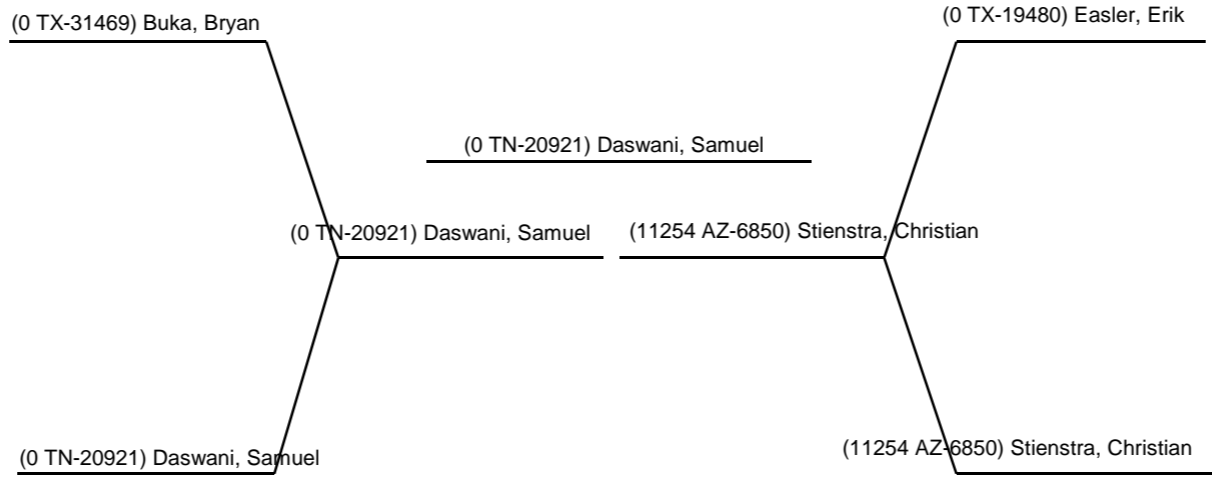 (0 TX-31469) Buka, Bryan
(0 TX-19480) Easler, Erik
(0 TN-20921) Daswani, Samuel
(0 TN-20921) Daswani, Samuel
(11254 AZ-6850) Stienstra, Christian
(0 TN-20921) Daswani, Samuel
(11254 AZ-6850) Stienstra, Christian